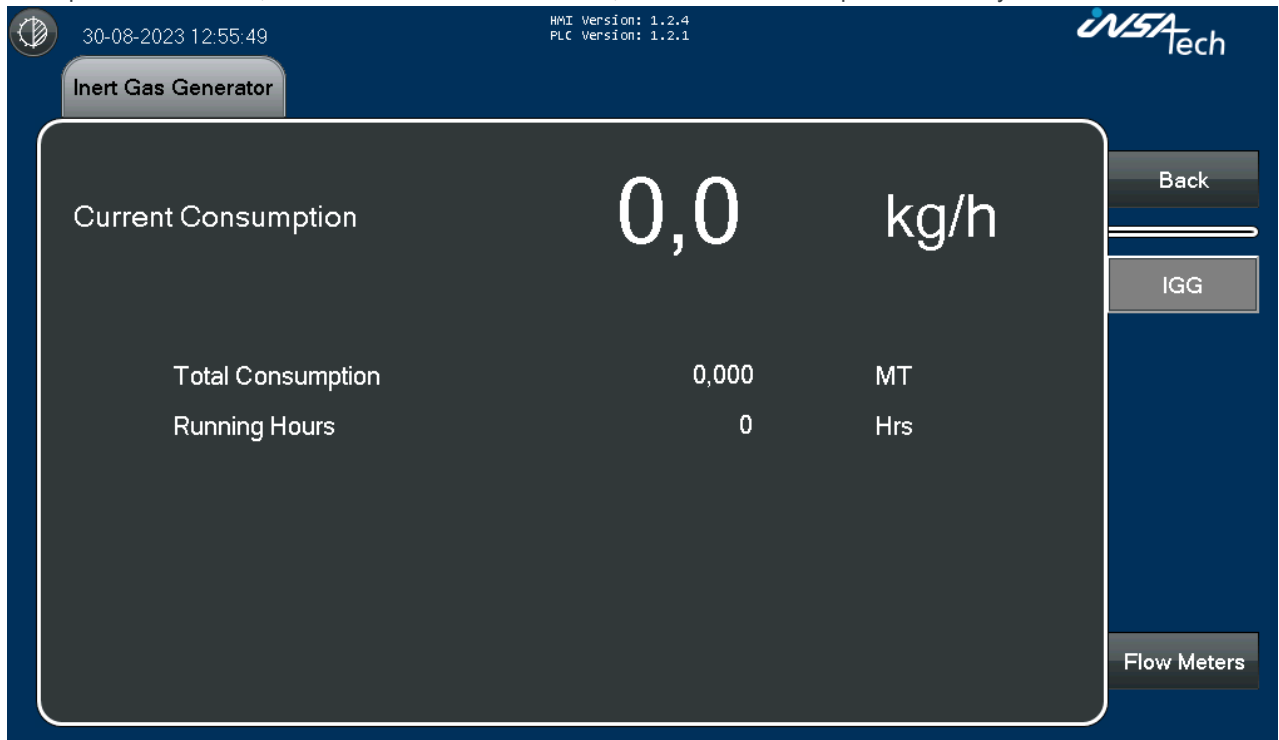 HMI Version: 1.2.4
30-08-2023 12:55:49
PLC Version: 1.2.1
iNSATech
Inert Gas Generator
Back
Current Consumption 0,0 kg/h
IGG
Total Consumption 0,000 MT
Running Hours 0 Hrs
Flow Meters